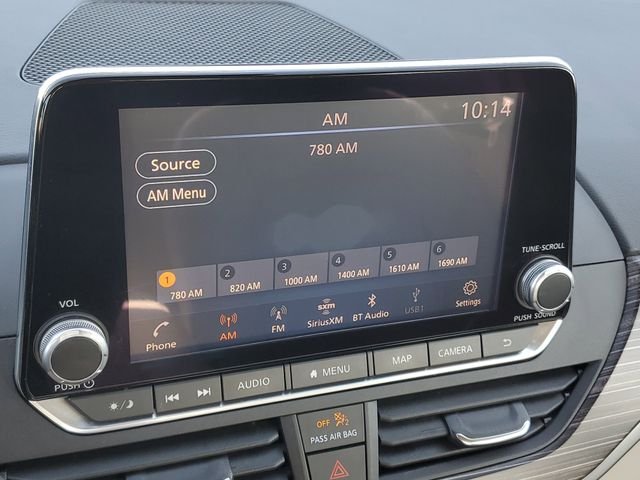 AM
10:14
780 AM
Source
AM Menu
1
780 AM
2
820 AM
3
1000 AM
4
1400 AM
5
1610 AM
6
1690 AM
Phone
AM
FM
sxm
SiriusXM
BT Audio
USB1
Settings
VOL
PUSH
TUNE·SCROLL
PUSH SOUND
AUDIO
MENU
MAP
CAMERA
OFF
2
PASS AIR BAG